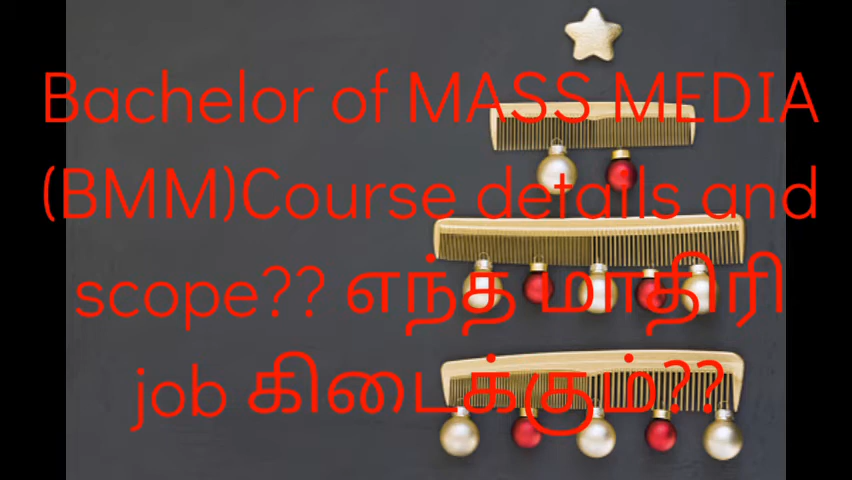 Bachelor of MASS MEDIA
(BMM)Course details and
scope?? எந்த மாதிரி
job கிடைக்கும்??